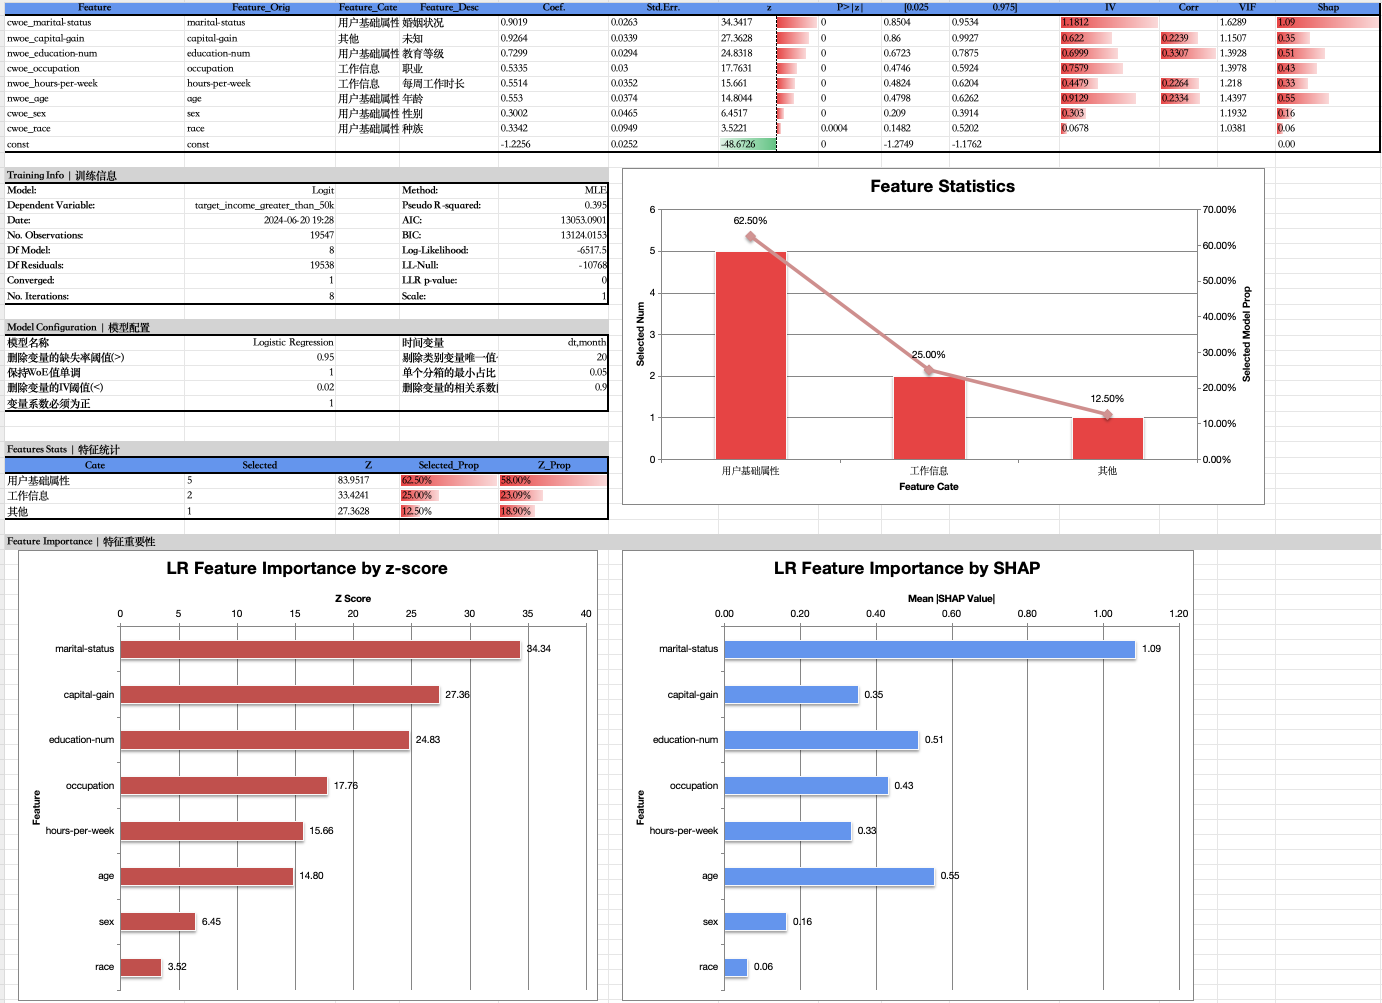 Feature Feature_Orig Feature_Cate Feature_Desc Coef. Std.Err. z P>|z| [0.025 0.975] IV Corr VIF Shap
cwoe_marital-status marital-status 用户基础属性 婚姻状况 0.9019 0.0263 34.3417 0 0.8504 0.9534 1.1812 1.6289 1.09
nwoe_capital-gain capital-gain 其他 未知 0.9264 0.0339 27.3628 0 0.86 0.9927 0.622 0.2239 1.1507 0.35
nwoe_education-num education-num 用户基础属性 教育等级 0.7299 0.0294 24.8318 0 0.6723 0.7875 0.6999 0.3307 1.3928 0.51
cwoe_occupation occupation 工作信息 职业 0.5335 0.03 17.7631 0 0.4746 0.5924 0.7579 1.3978 0.43
nwoe_hours-per-week hours-per-week 工作信息 每周工作时长 0.5514 0.0352 15.661 0 0.4824 0.6204 0.4479 0.2264 1.218 0.33
nwoe_age age 用户基础属性 年龄 0.553 0.0374 14.8044 0 0.4798 0.6262 0.9129 0.2334 1.4397 0.55
cwoe_sex sex 用户基础属性 性别 0.3002 0.0465 6.4517 0 0.209 0.3914 0.303 1.1932 0.16
cwoe_race race 用户基础属性 种族 0.3342 0.0949 3.5221 0.0004 0.1482 0.5202 0.0678 1.0381 0.06
const const -1.2256 0.0252 -48.6726 0 -1.2749 -1.1762 0.00
Training Info | 训练信息
Model: Logit Method: MLE
Dependent Variable: target_income_greater_than_50k Pseudo R-squared: 0.395
Date: 2024-06-20 19:28 AIC: 13053.0901
No. Observations: 19547 BIC: 13124.0153
Df Model: 8 Log-Likelihood: -6517.5
Df Residuals: 19538 LL-Null: -10768
Converged: 1 LLR p-value: 0
No. Iterations: 8 Scale: 1
Model Configuration | 模型配置
模型名称 Logistic Regression 时间变量 dt,month
删除变量的缺失率阈值(>) 0.95 剔除类别变量唯一值 20
保持WoE值单调 1 单个分箱的最小占比 0.05
删除变量的IV阈值(<) 0.02 删除变量的相关系数 0.9
变量系数必须为正 1
Features Stats | 特征统计
Cate Selected Z Selected_Prop Z_Prop
用户基础属性 5 83.9517 62.50% 58.00%
工作信息 2 33.4241 25.00% 23.09%
其他 1 27.3628 12.50% 18.90%
Feature Statistics
6
5
4
3
2
1
0
Selected Num
62.50%
25.00%
12.50%
70.00%
60.00%
50.00%
40.00%
30.00%
20.00%
10.00%
0.00%
Selected Model Prop
用户基础属性 工作信息 其他
Feature Cate
Feature Importance | 特征重要性
LR Feature Importance by z-score
Z Score
0 5 10 15 20 25 30 35 40
Feature
marital-status 34.34
capital-gain 27.36
education-num 24.83
occupation 17.76
hours-per-week 15.66
age 14.80
sex 6.45
race 3.52
LR Feature Importance by SHAP
Mean |SHAP Value|
0.00 0.20 0.40 0.60 0.80 1.00 1.20
Feature
marital-status 1.09
capital-gain 0.35
education-num 0.51
occupation 0.43
hours-per-week 0.33
age 0.55
sex 0.16
race 0.06